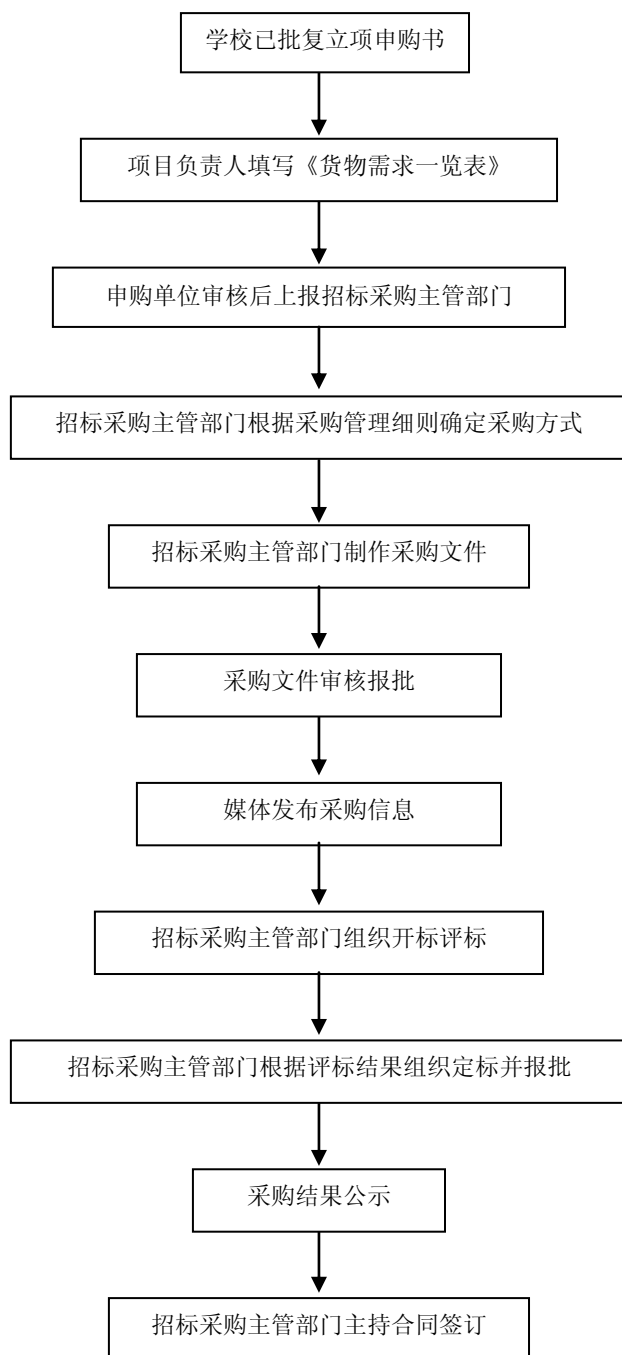 学校已批复立项申购书
项目负责人填写《货物需求一览表》
申购单位审核后上报招标采购主管部门
招标采购主管部门根据采购管理细则确定采购方式
招标采购主管部门制作采购文件
采购文件审核报批
媒体发布采购信息
招标采购主管部门组织开标评标
招标采购主管部门根据评标结果组织定标并报批
采购结果公示
招标采购主管部门主持合同签订